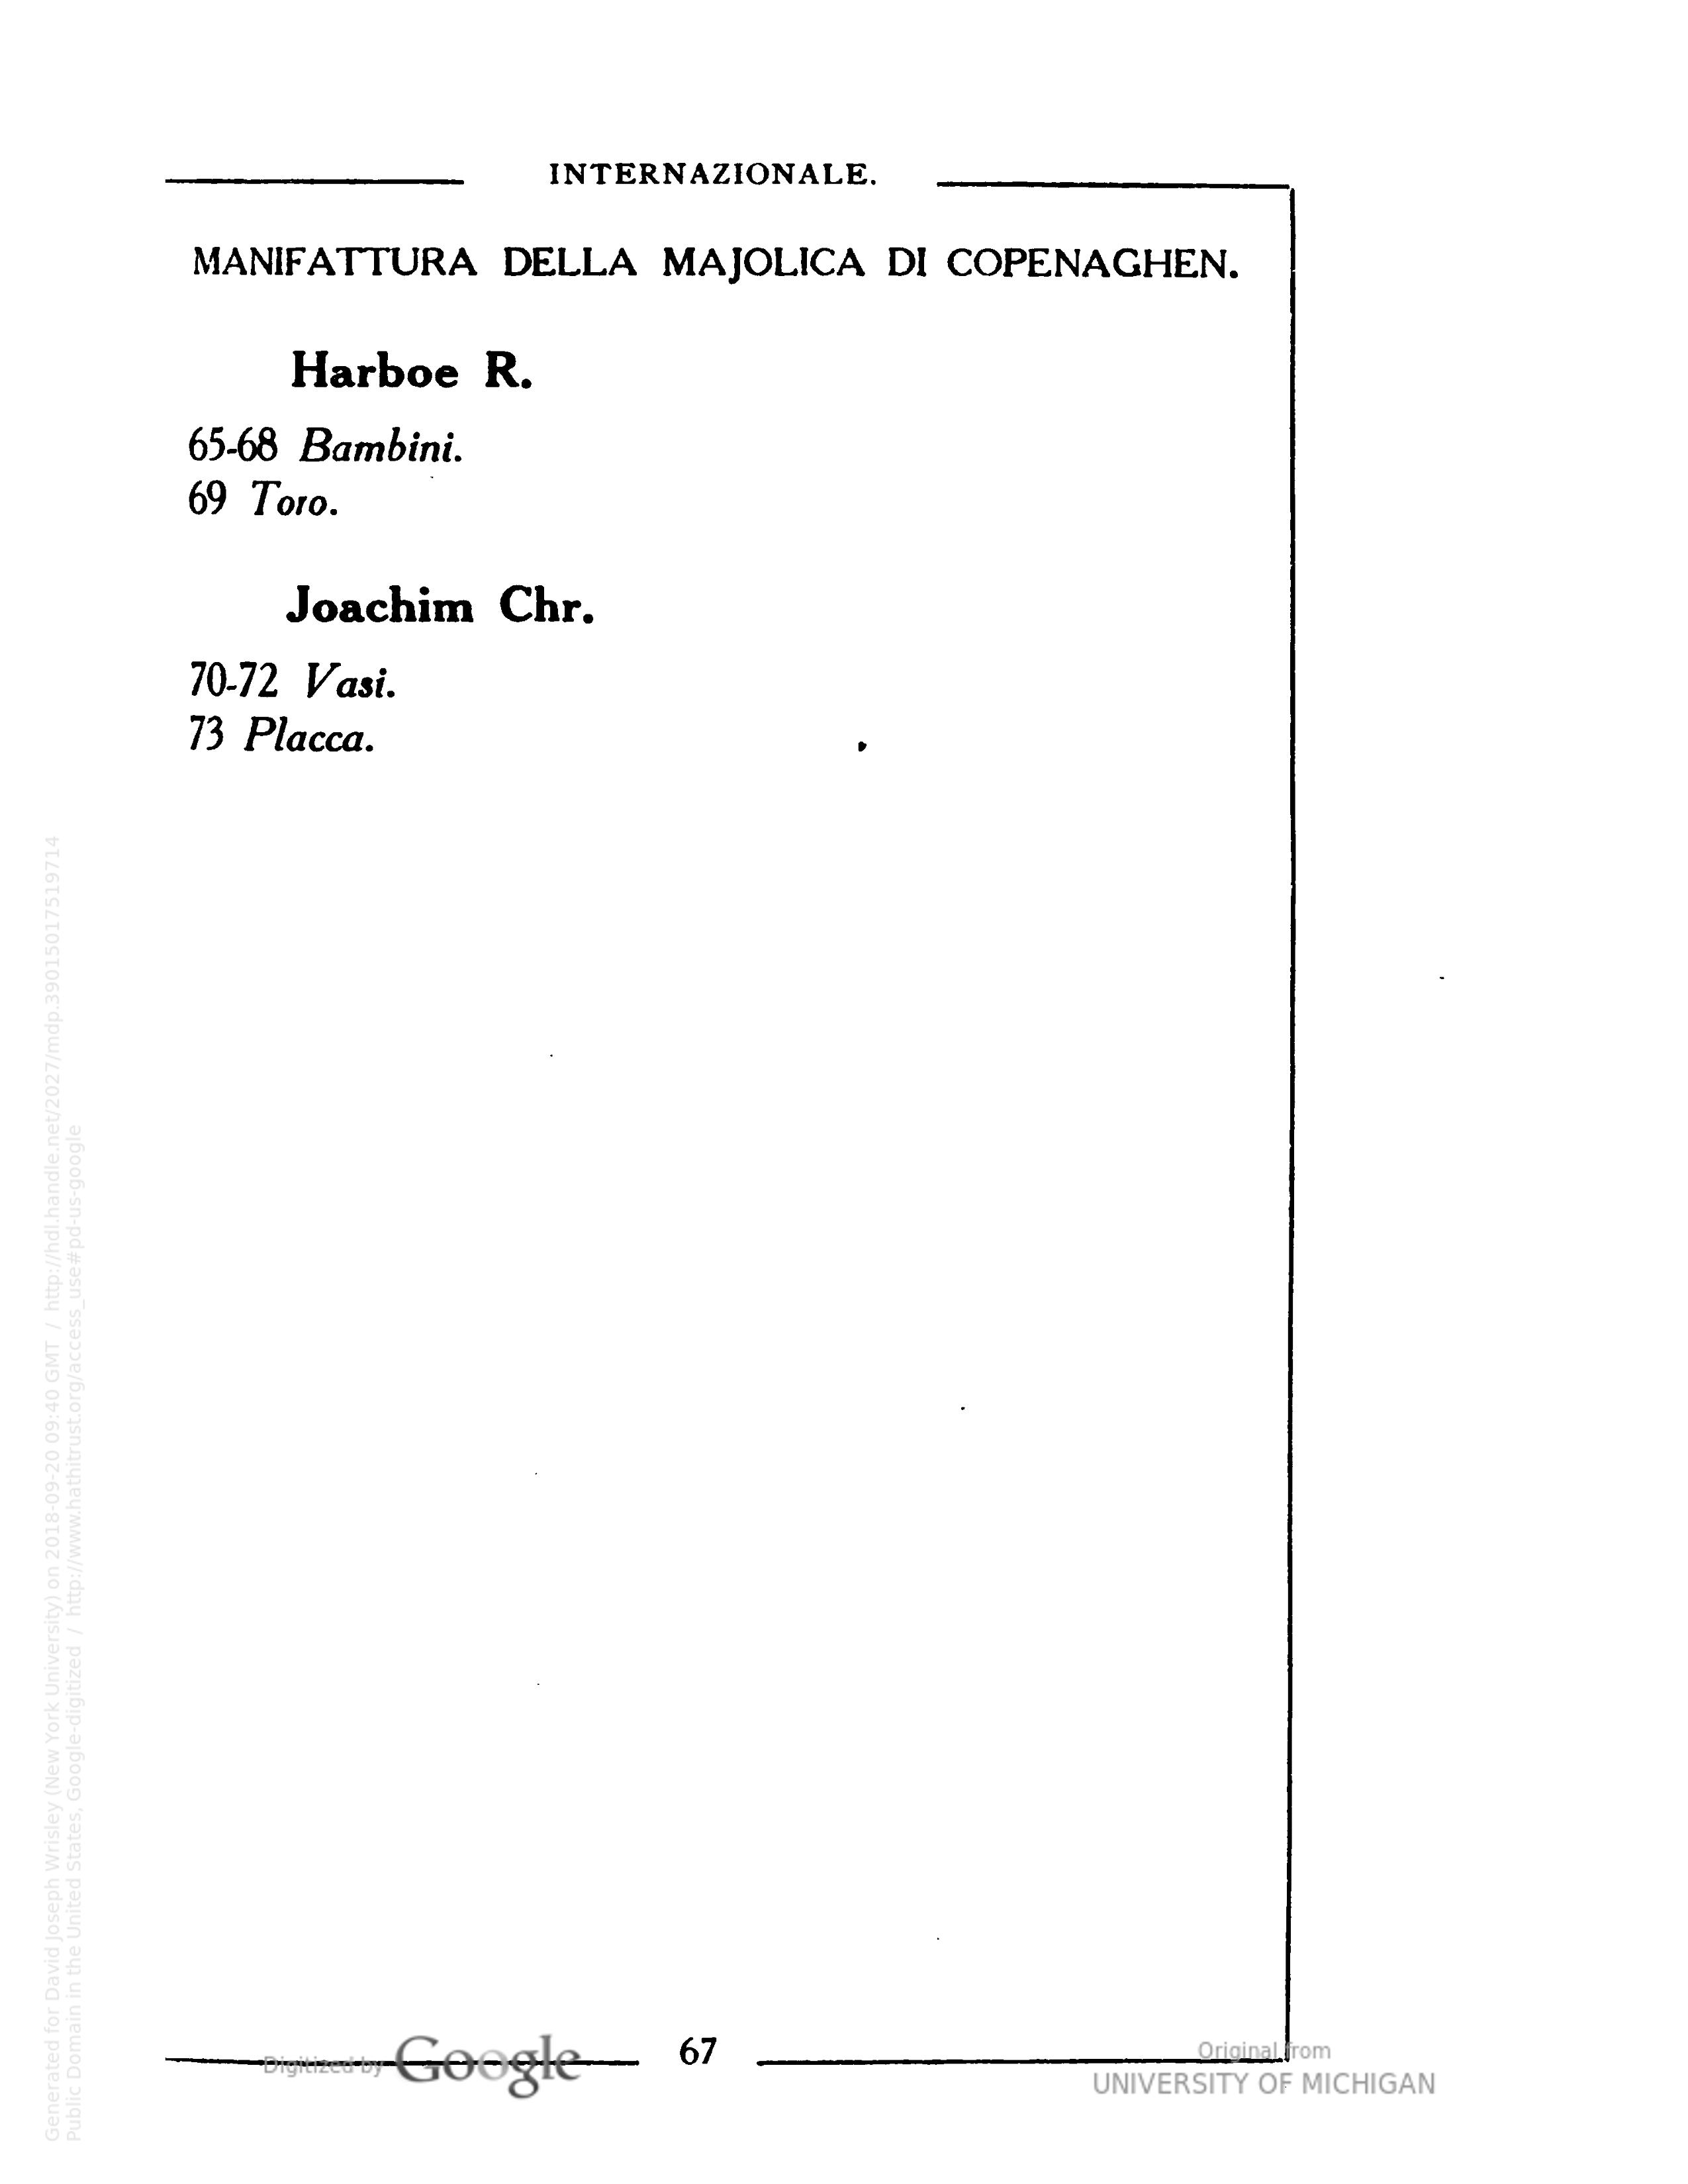 INTERNAZIONALE.
MANIFATTURA DELLA MAJOLICA DI COPENAGHEN.
Harboe R.
65-68 Bambini.
69 Toro.
Joachim Chr.
70-72 Vasi.
73 Placca.
67
Digitized by Google
Original from
UNIVERSITY OF MICHIGAN
Generated for David Joseph Wrisley (New York University) on 2018-09-20 09:40 GMT / http://hdl.handle.net/2027/mdp.39015017519714
Public Domain in the United States, Google-digitized / http://www.hathitrust.org/access_use#pd-us-google